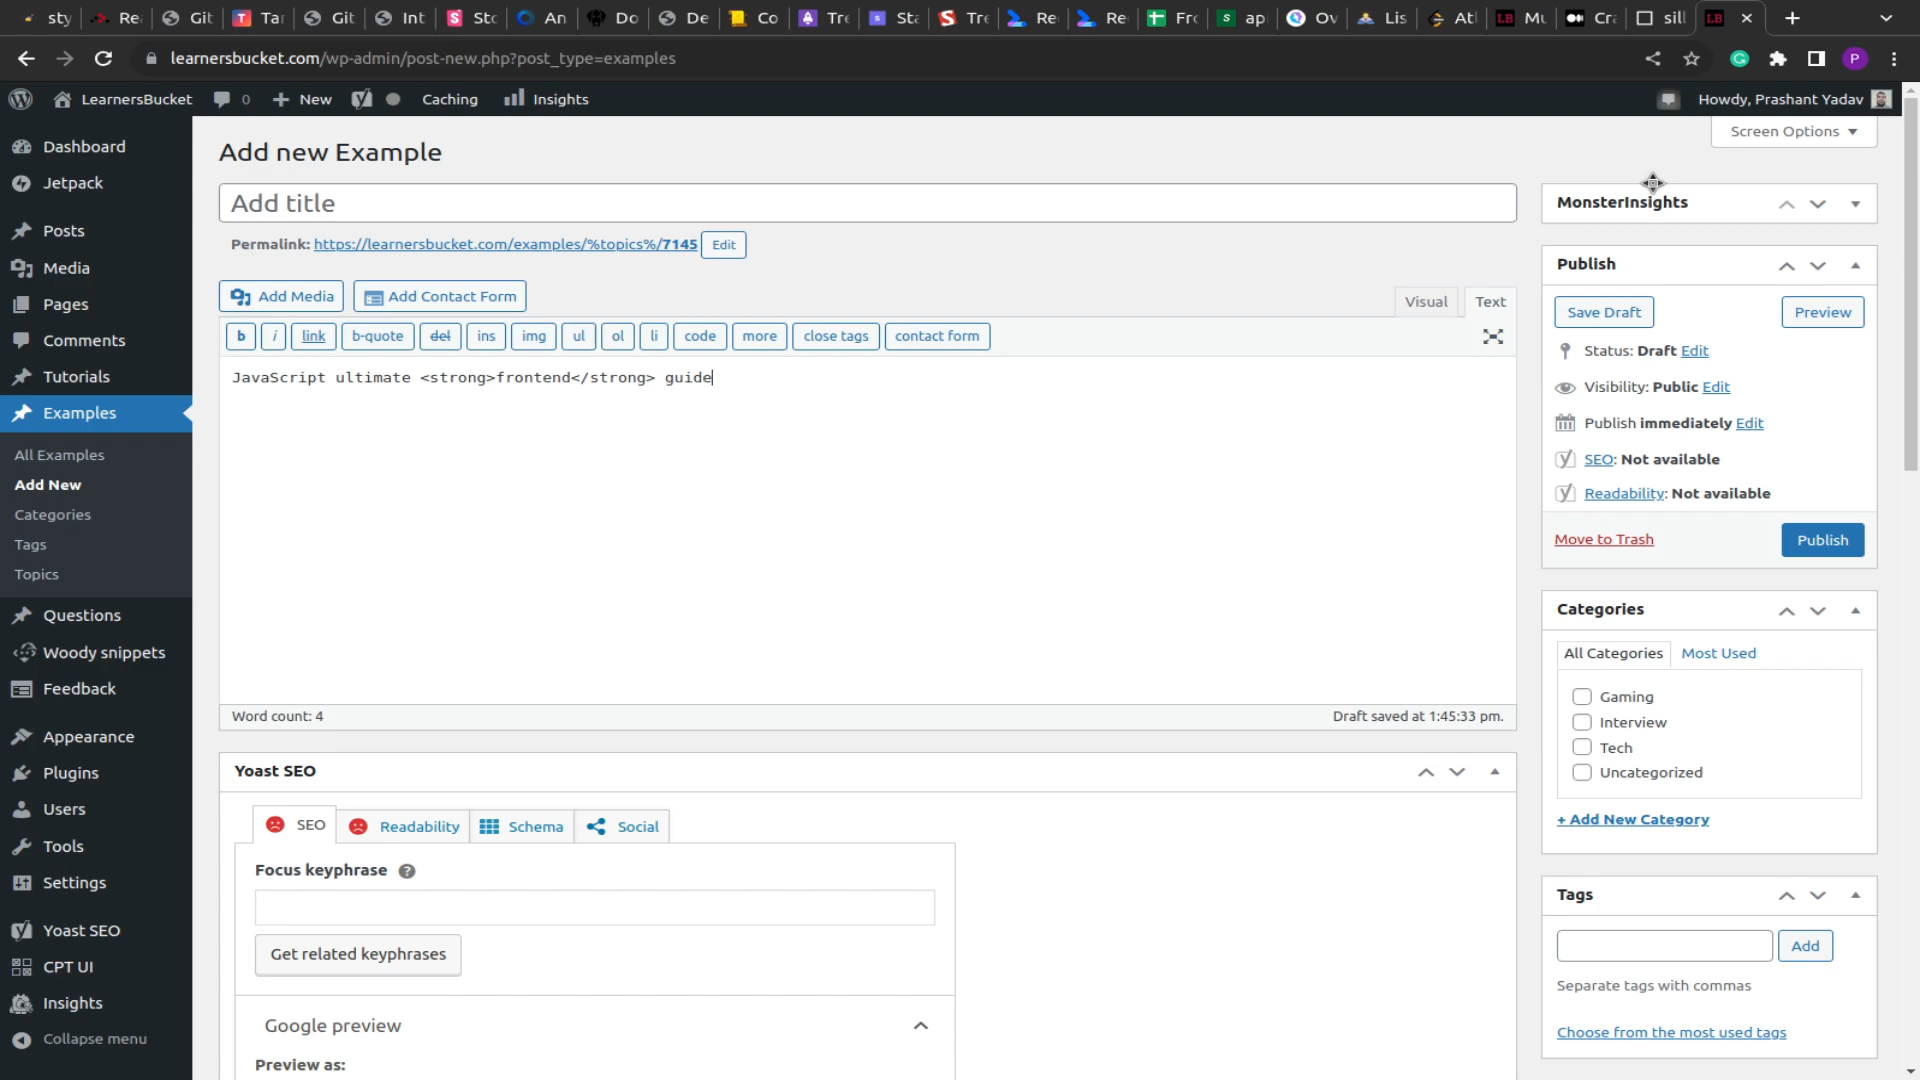 sty
Re
Git
Tar
Git
Int
Sto
An
Do
De
Co
Tre
Sta
Tre
Re
Re
Fro
ap
Ov
Lis
Atl
LB Mu
Cra
sill
LB
learnersbucket.com/wp-admin/post-new.php?post_type=examples
P
LearnersBucket 0 New Caching Insights
Howdy, Prashant Yadav
Screen Options
Dashboard
Jetpack
Posts
Media
Pages
Comments
Tutorials
Examples
All Examples
Add New
Categories
Tags
Topics
Questions
Woody snippets
Feedback
Appearance
Plugins
Users
Tools
Settings
Yoast SEO
CPT UI
Insights
Collapse menu
Add new Example
Add title
Permalink: https://learnersbucket.com/examples/%topics%/7145 Edit
Add Media Add Contact Form
Visual Text
b i link b-quote del ins img ul ol li code more close tags contact form
JavaScript ultimate <strong>frontend</strong> guide
Word count: 4
Draft saved at 1:45:33 pm.
Yoast SEO
SEO Readability Schema Social
Focus keyphrase ?
Get related keyphrases
Google preview
Preview as:
MonsterInsights
Publish
Save Draft Preview
Status: Draft Edit
Visibility: Public Edit
Publish immediately Edit
SEO: Not available
Readability: Not available
Move to Trash Publish
Categories
All Categories Most Used
Gaming
Interview
Tech
Uncategorized
+ Add New Category
Tags
Add
Separate tags with commas
Choose from the most used tags